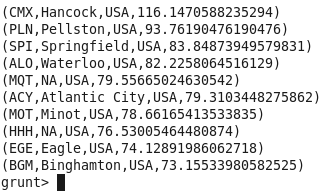 (CMX,Hancock,USA,116.1470588235294)
(PLN,Pellston,USA,93.76190476190476)
(SPI,Springfield,USA,83.84873949579831)
(ALO,Waterloo,USA,82.2258064516129)
(MQT,NA,USA,79.55665024630542)
(ACY,Atlantic City,USA,79.3103448275862)
(MOT,Minot,USA,78.66165413533835)
(HHH,NA,USA,76.53005464480874)
(EGE,Eagle,USA,74.12891986062718)
(BGM,Binghamton,USA,73.15533980582525)
grunt>